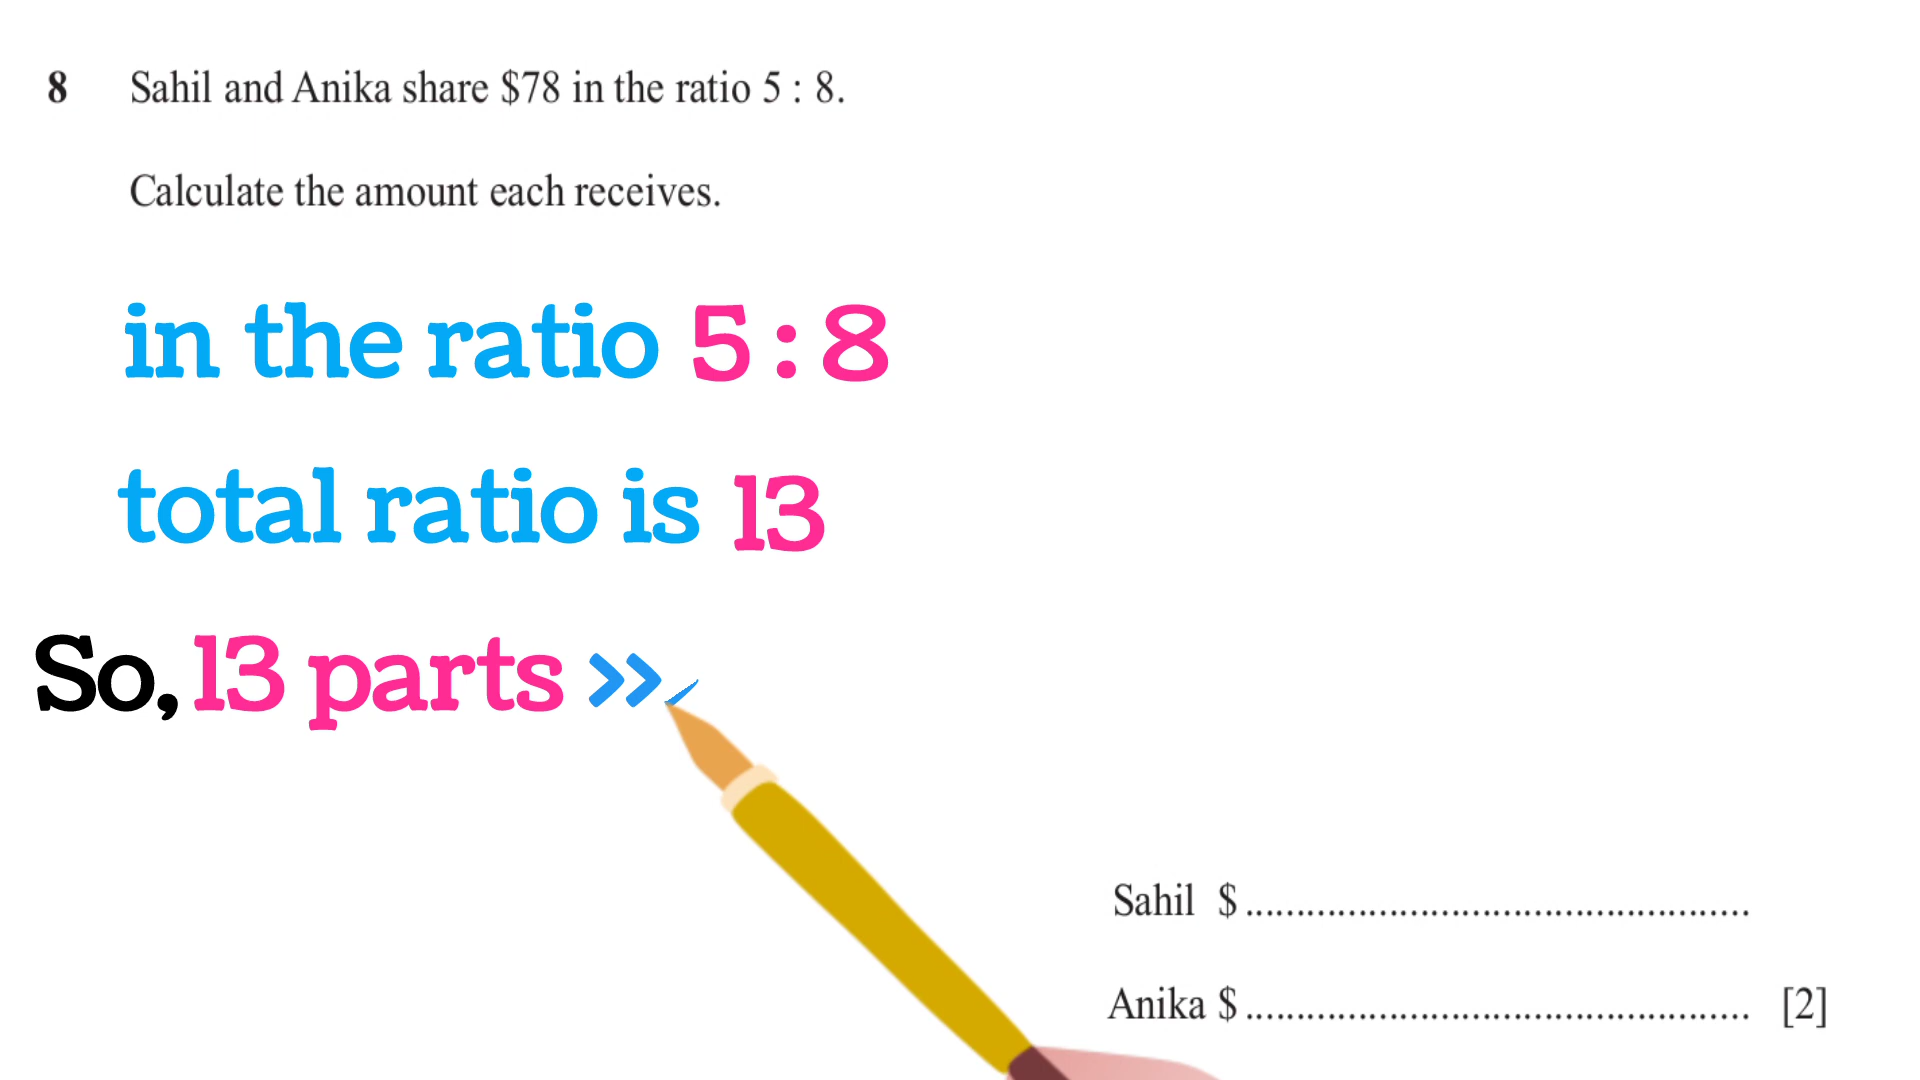 8 Sahil and Anika share $78 in the ratio 5 : 8.
Calculate the amount each receives.
in the ratio 5 : 8
total ratio is 13
So, 13 parts >>
Sahil $ ..................................................
Anika $ .................................................. [2]